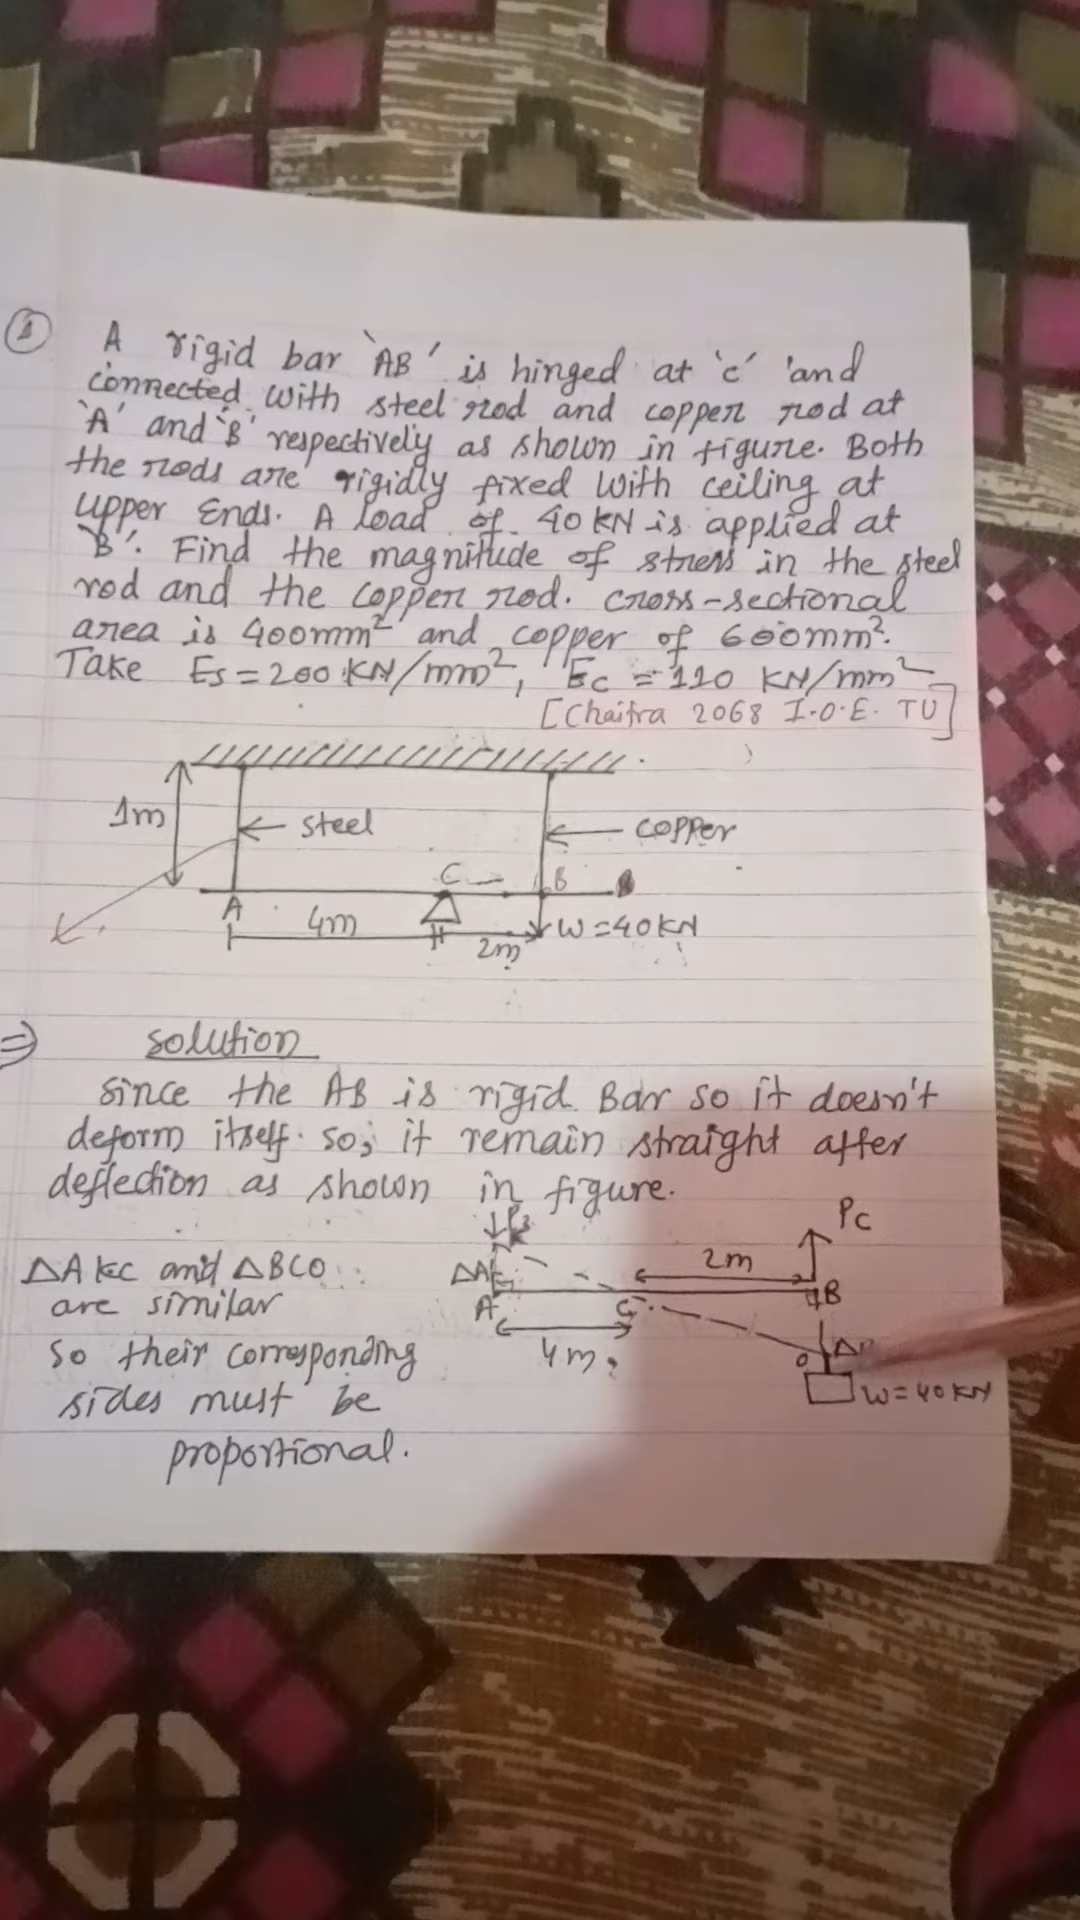 ①
A rigid bar `AB' is hinged at 'c' 'and
connected with steel rod and copper rod at
`A' and `B' respectively as shown in figure. Both
the rods are rigidly fixed with ceiling at
upper Ends. A load of 40 KN is applied at
`B'. Find the magnitude of stress in the steel
rod and the copper rod. cross-sectional
area is 400mm² and copper of 600mm².
Take Es = 200 KN/mm², Ec = 110 KN/mm²
[Chaitra 2068 I.O.E. TU]
1m
steel
copper
C
B
A
4m
W = 40 KN
2m
⇒ solution
since the AB is rigid Bar so it doesn't
deform itself. so, it remain straight after
deflection as shown in figure.
Pc
ΔAKC and ΔBCO
are similar
so their corresponding
sides must be
proportional.
2m
A
C
B
4m
O
W = 40 KN